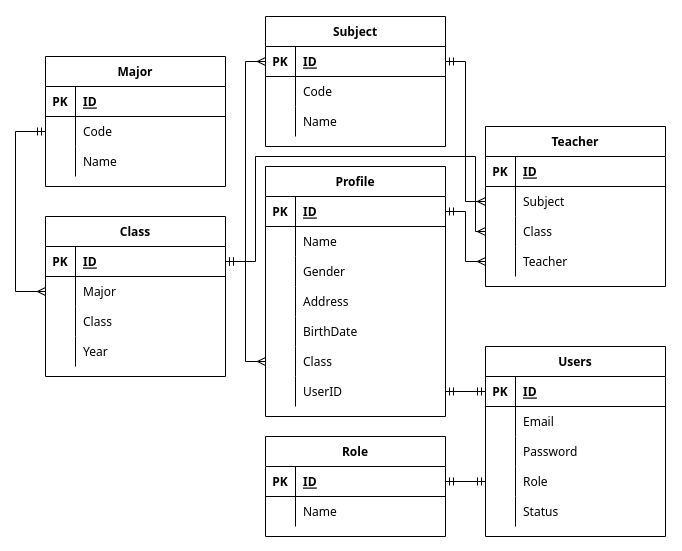 Subject
PK ID
Code
Name
Major
PK ID
Code
Name
Teacher
PK ID
Subject
Class
Teacher
Profile
PK ID
Name
Gender
Address
BirthDate
Class
UserID
Class
PK ID
Major
Class
Year
Users
PK ID
Email
Password
Role
Status
Role
PK ID
Name